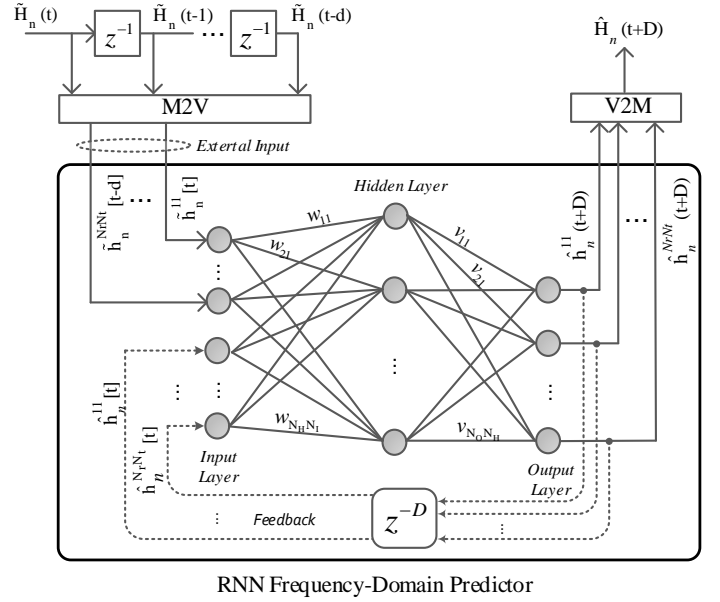 H̃n (t) z⁻¹ H̃n (t-1) ... z⁻¹ H̃n (t-d)
Ĥn (t+D)
M2V
V2M
Extertal Input
h̃n^NrNt [t-d] ... h̃n^11 [t]
Hidden Layer
ĥn^11 (t+D) ... ĥn^NrNt (t+D)
w11
w21
v11
v21
ĥn^11 [t]
ĥn^NrNt [t]
wNHNI
vNONH
Input
Layer
Output
Layer
z^-D
... Feedback
RNN Frequency-Domain Predictor